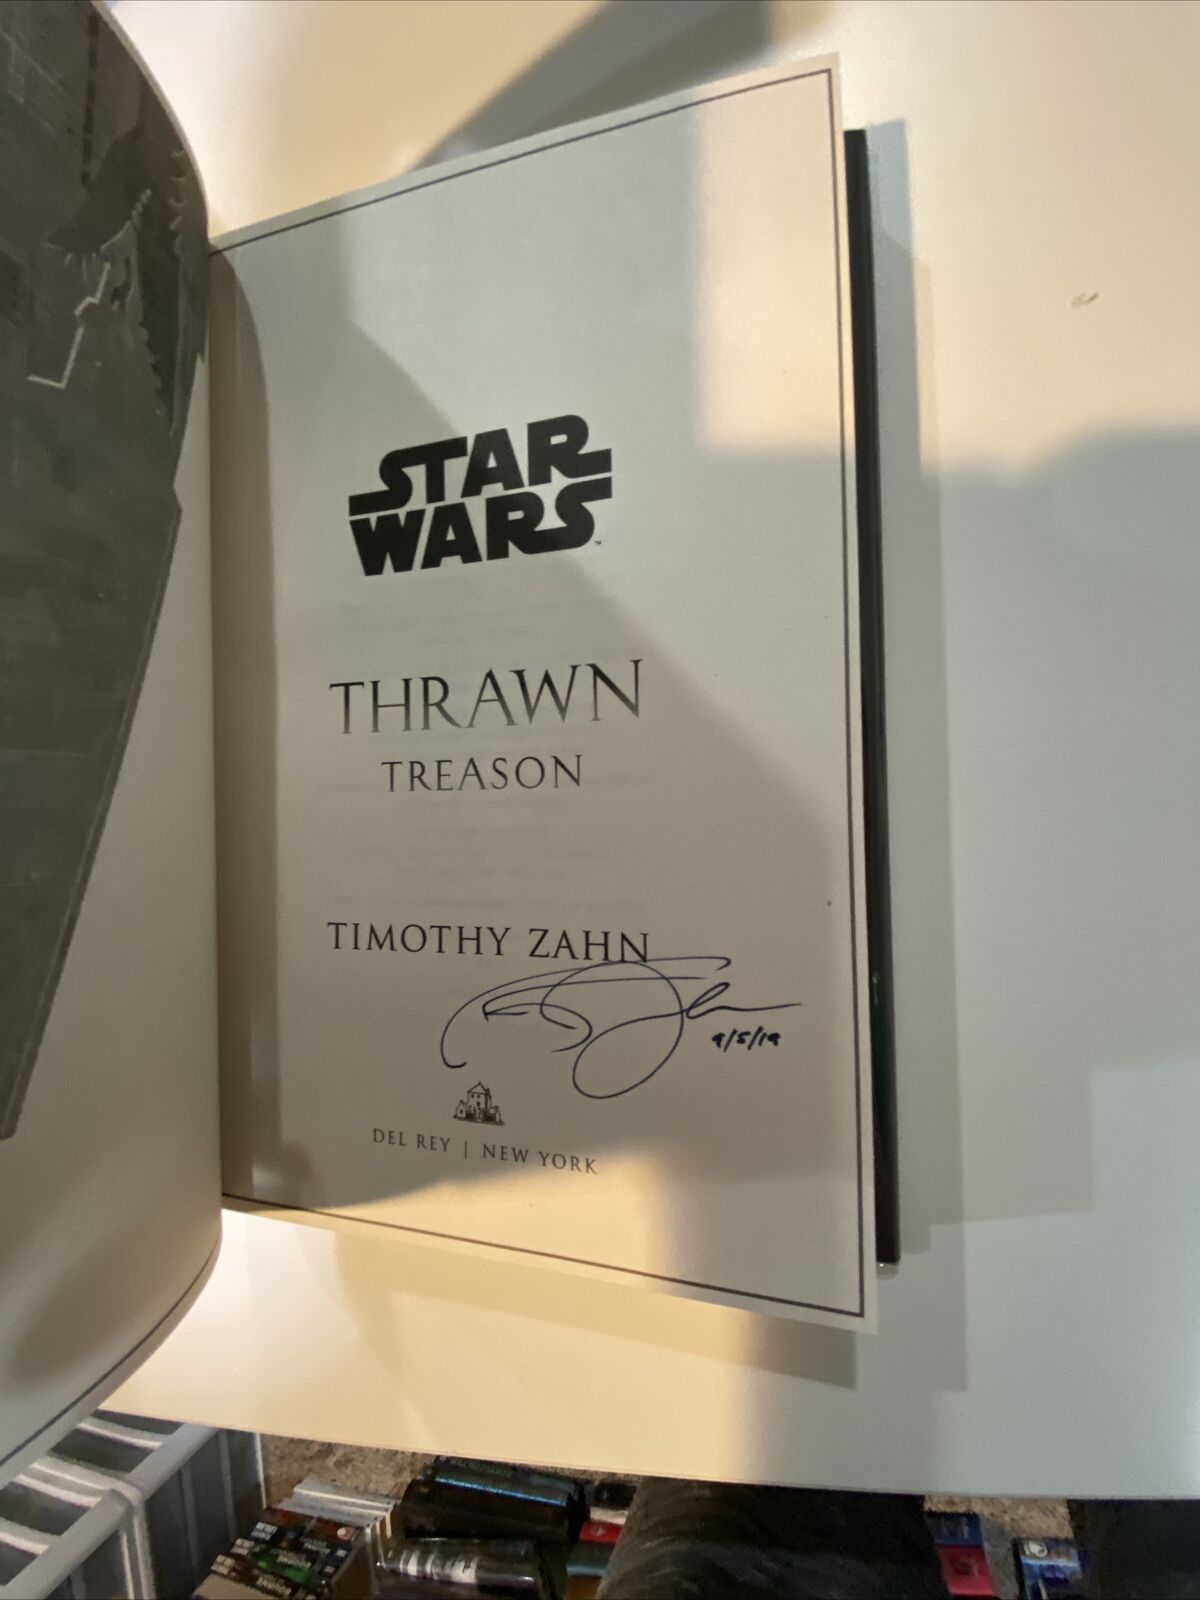 STAR
WARS
THRAWN
TREASON
TIMOTHY ZAHN
9/5/19
DEL REY | NEW YORK